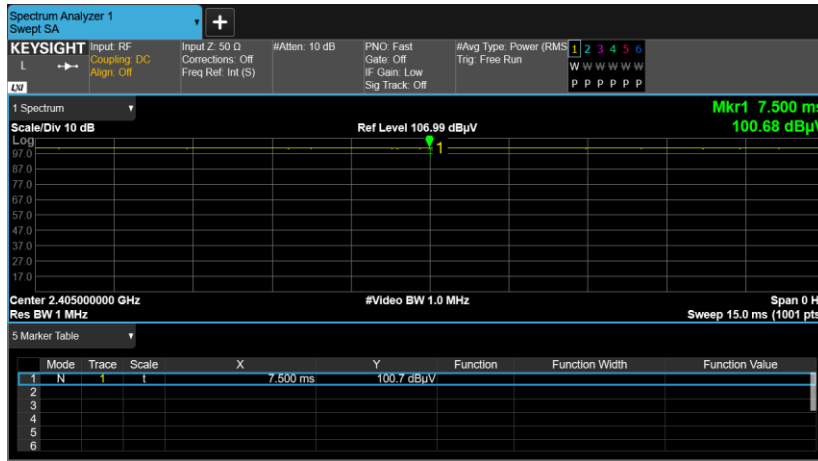 Spectrum Analyzer 1
Swept SA
+
KEYSIGHT Input: RF Input Z: 50 Ω #Atten: 10 dB PNO: Fast #Avg Type: Power (RMS 1 2 3 4 5 6
L Coupling: DC Corrections: Off Gate: Off Trig: Free Run W W W W W W
Align: Off Freq Ref: Int (S) IF Gain: Low
LXI Sig Track: Off P P P P P P
1 Spectrum Mkr1 7.500 ms
Scale/Div 10 dB Ref Level 106.99 dBµV 100.68 dBµV
Log
97.0 1
87.0
77.0
67.0
57.0
47.0
37.0
27.0
17.0
Center 2.405000000 GHz #Video BW 1.0 MHz Span 0 H
Res BW 1 MHz Sweep 15.0 ms (1001 pts
5 Marker Table
Mode Trace Scale X Y Function Function Width Function Value
1 N 1 t 7.500 ms 100.7 dBµV
2
3
4
5
6